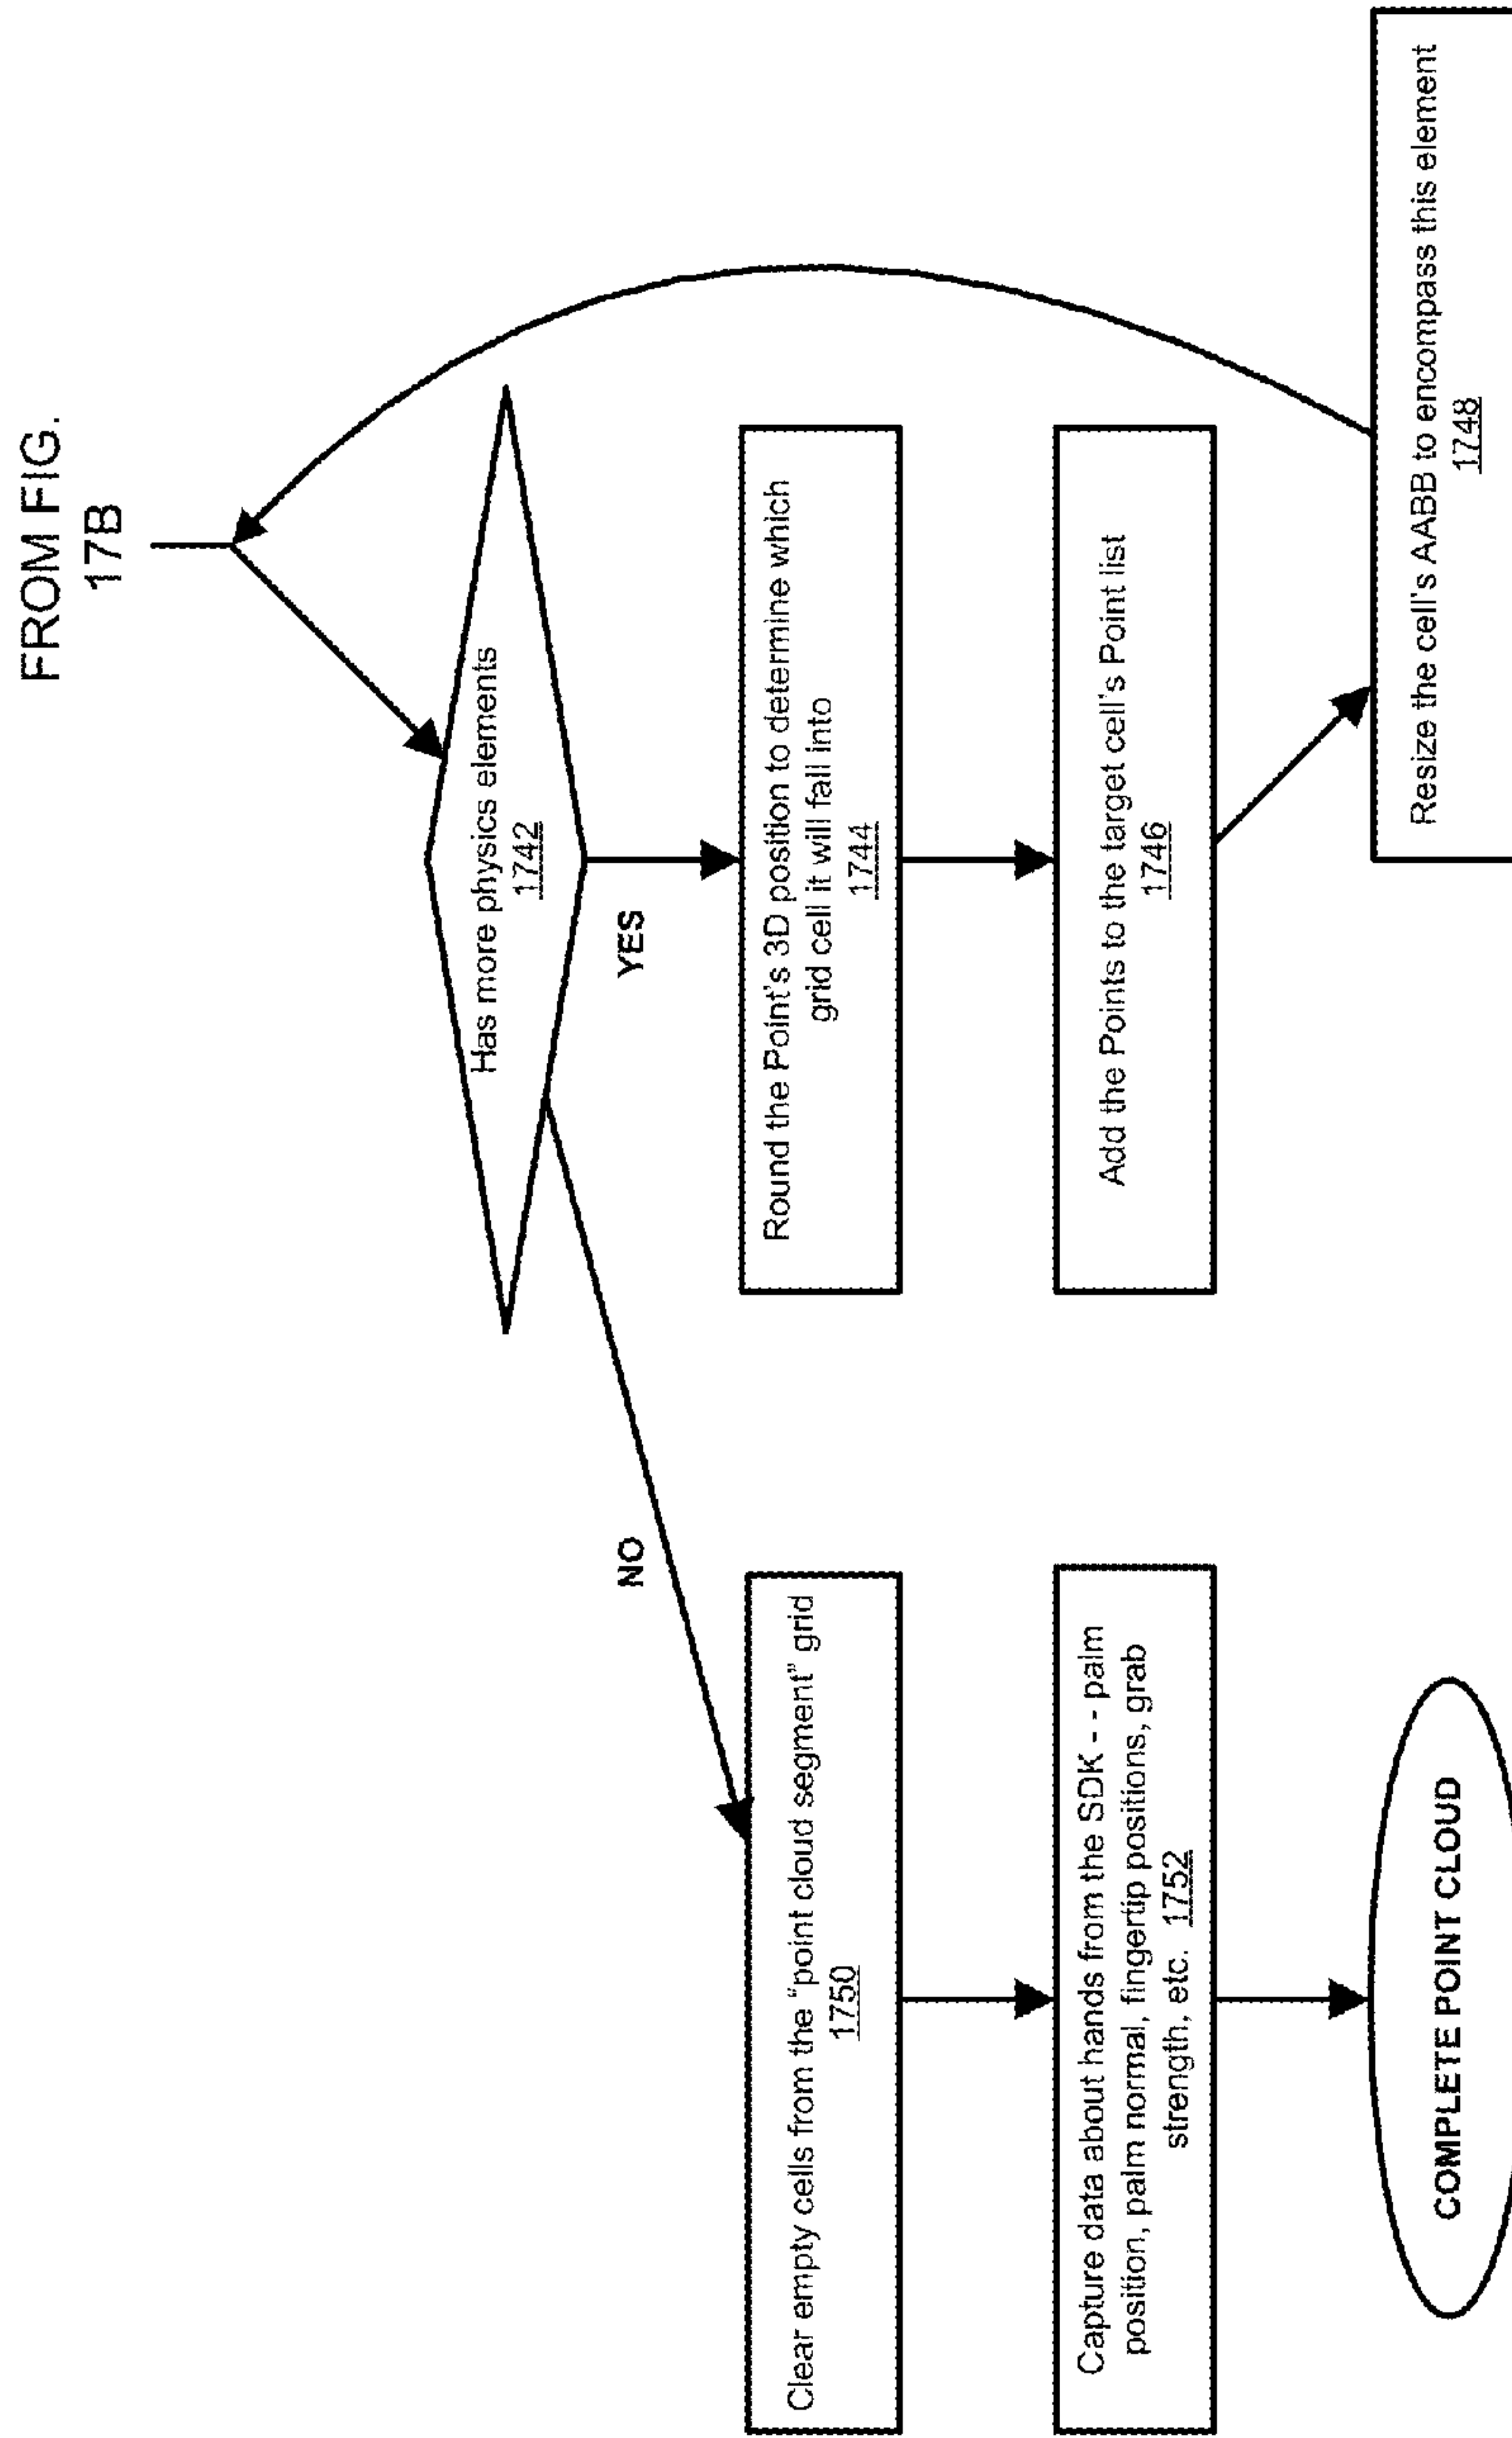 FROM FIG.
17B
Has more physics elements
1742
YES
NO
Round the Point's 3D position to determine which
grid cell it will fall into
1744
Add the Points to the target cell's Point list
1746
Resize the cell's AABB to encompass this element
1748
Clear empty cells from the “point cloud segment” grid
1750
Capture data about hands from the SDK - - palm
position, palm normal, fingertip positions, grab
strength, etc. 1752
COMPLETE POINT CLOUD